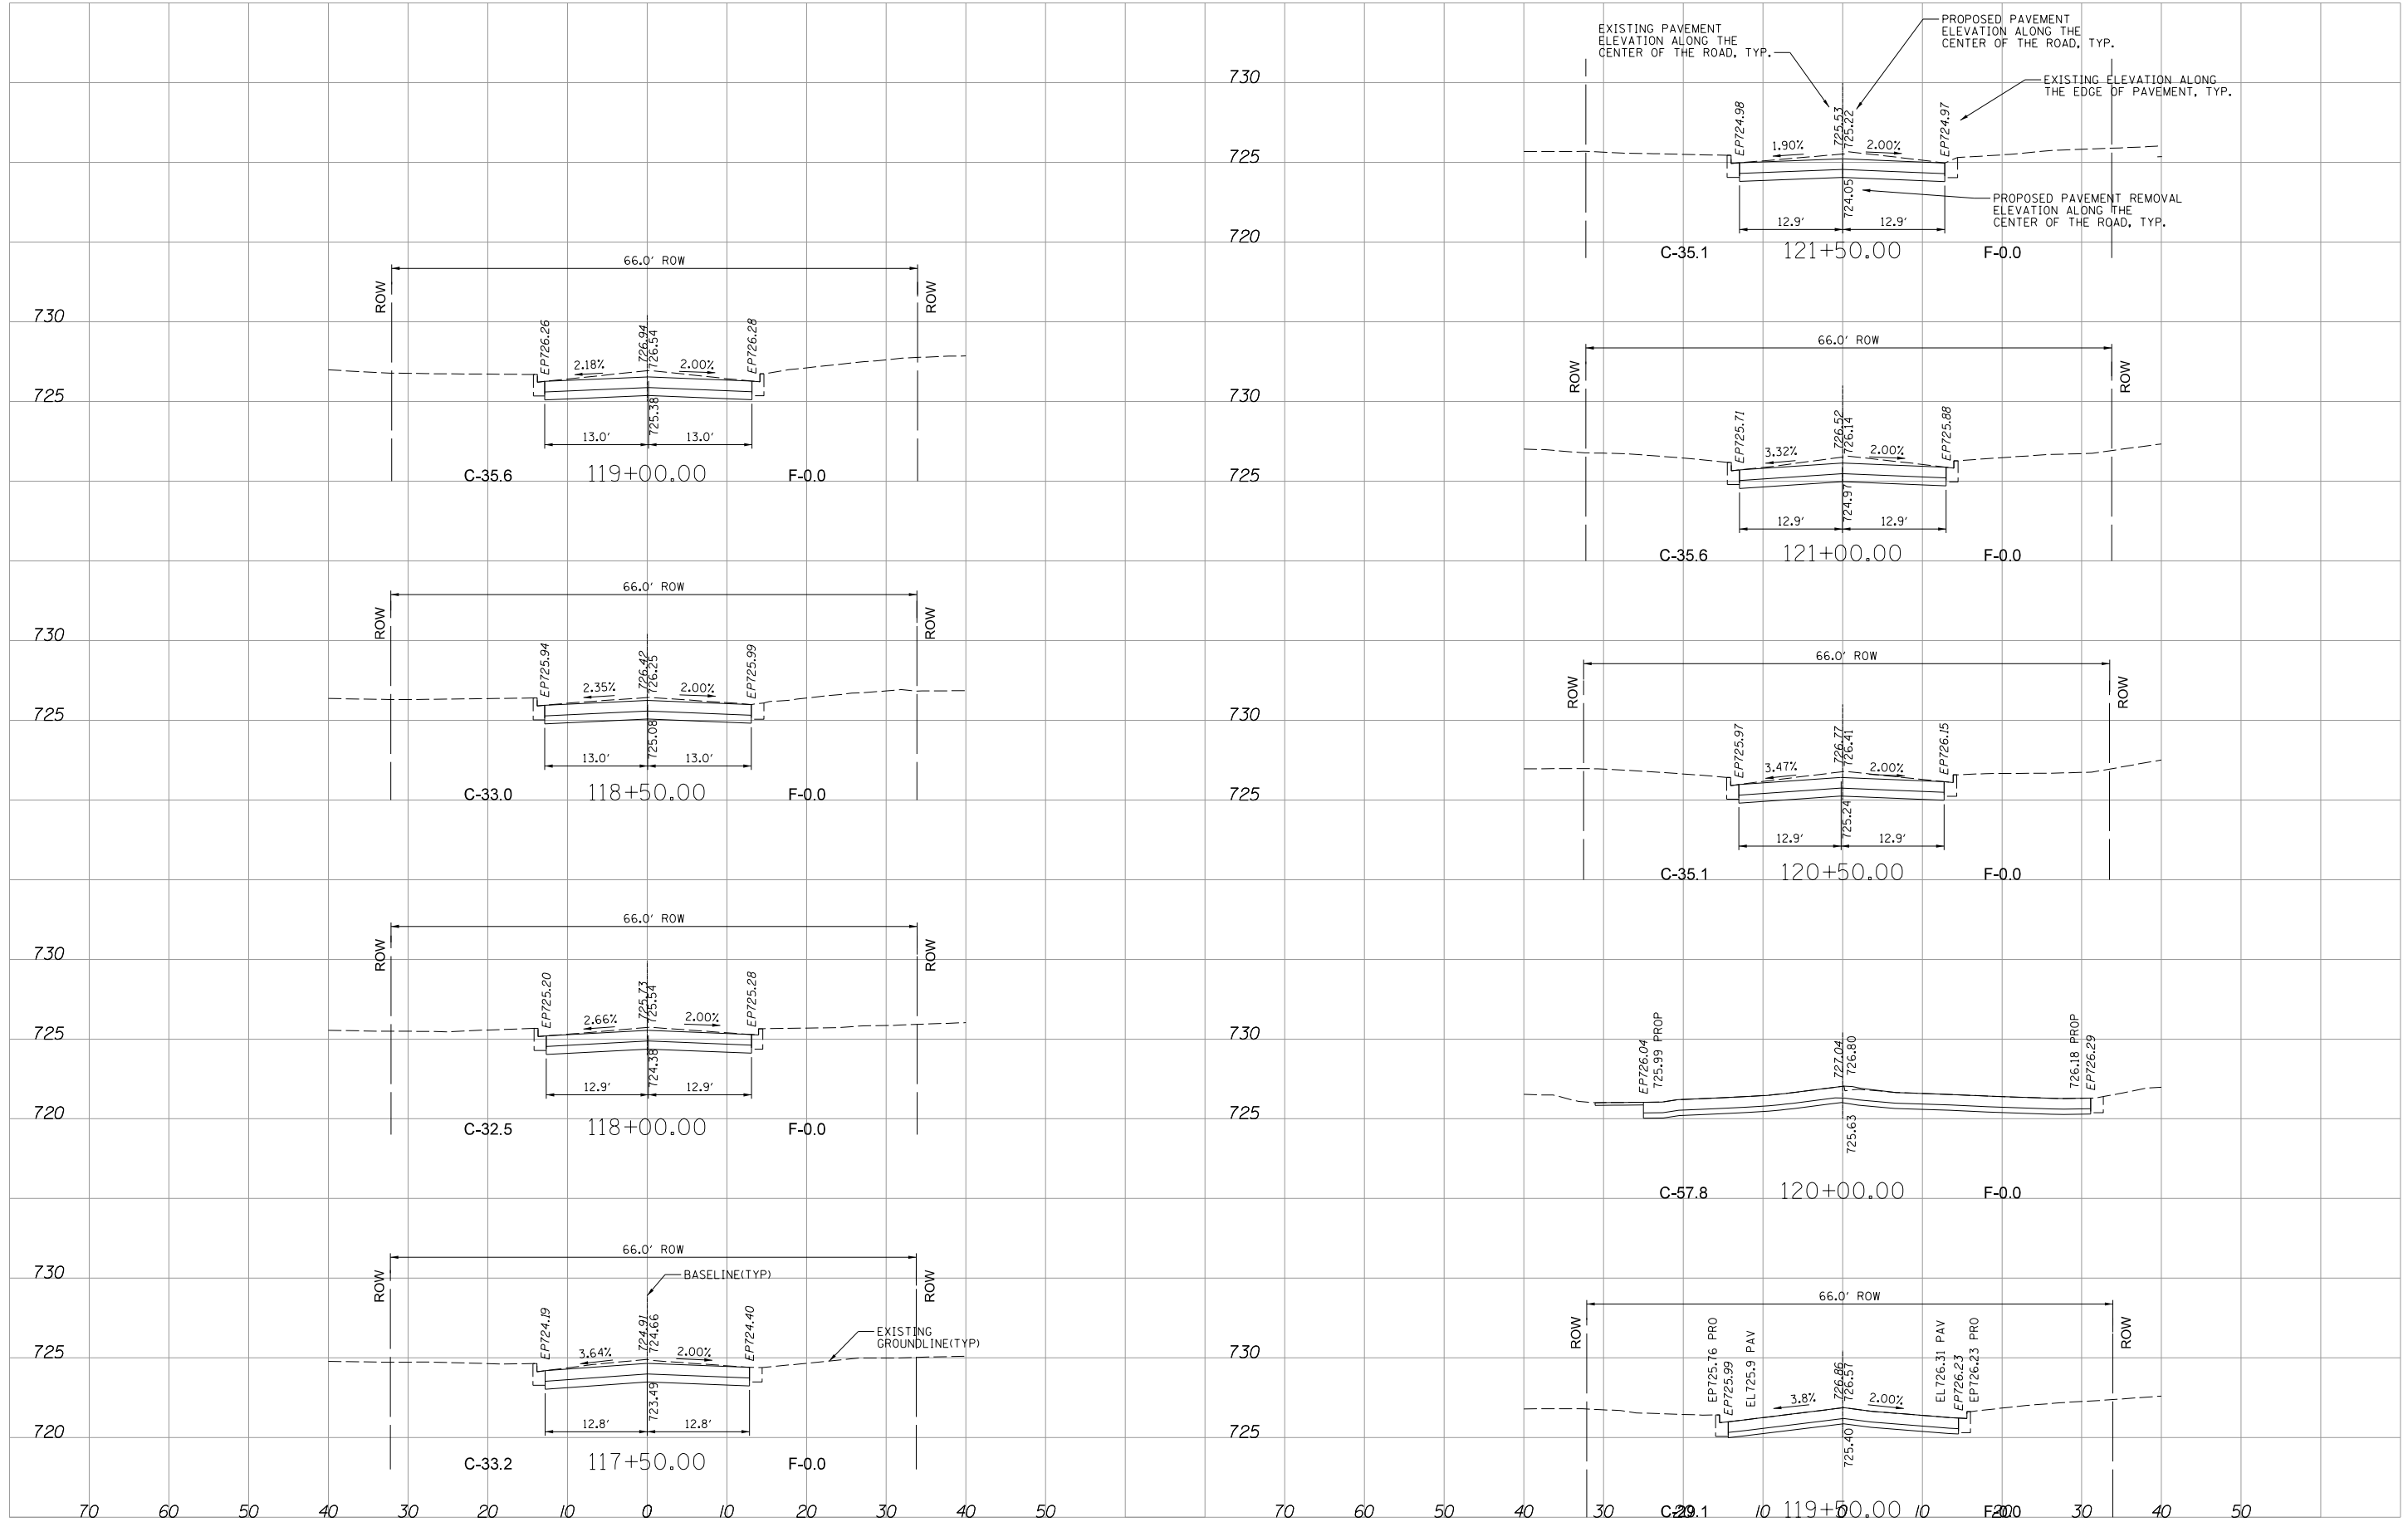 66.0' ROW
ROW
ROW
730
EP726.26
726.94
726.54
EP726.28
2.18%
2.00%
725
725.38
13.0'
13.0'
C-35.6
119+00.00
F-0.0
66.0' ROW
ROW
ROW
730
EP725.94
726.42
726.25
EP725.99
2.35%
2.00%
725
725.08
13.0'
13.0'
C-33.0
118+50.00
F-0.0
66.0' ROW
ROW
ROW
730
EP725.20
725.73
725.54
EP725.28
2.66%
2.00%
725
724.38
12.9'
12.9'
720
C-32.5
118+00.00
F-0.0
66.0' ROW
ROW
ROW
730
BASELINE(TYP)
EP724.19
724.91
724.66
EP724.40
EXISTING
GROUNDLINE(TYP)
3.64%
2.00%
725
723.49
12.8'
12.8'
720
C-33.2
117+50.00
F-0.0
70 60 50 40 30 20 10 0 10 20 30 40 50
EXISTING PAVEMENT
ELEVATION ALONG THE
CENTER OF THE ROAD, TYP.
PROPOSED PAVEMENT
ELEVATION ALONG THE
CENTER OF THE ROAD, TYP.
730
EXISTING ELEVATION ALONG
THE EDGE OF PAVEMENT, TYP.
EP724.98
725.53
725.22
EP724.97
1.90%
2.00%
725
724.05
PROPOSED PAVEMENT REMOVAL
ELEVATION ALONG THE
CENTER OF THE ROAD, TYP.
12.9'
12.9'
720
C-35.1
121+50.00
F-0.0
66.0' ROW
ROW
ROW
730
EP725.71
726.52
726.14
EP725.88
3.32%
2.00%
725
724.97
12.9'
12.9'
C-35.6
121+00.00
F-0.0
66.0' ROW
ROW
ROW
730
EP725.97
726.77
726.41
EP726.15
3.47%
2.00%
725
725.24
12.9'
12.9'
C-35.1
120+50.00
F-0.0
730
EP726.04
725.99 PROP
727.04
726.80
726.18 PROP
EP726.29
725
725.63
C-57.8
120+00.00
F-0.0
66.0' ROW
ROW
ROW
730
EP725.76 PRO
EP725.99
EL725.9 PAV
726.86
726.57
EL726.31 PAV
EP726.23
EP726.23 PRO
3.8%
2.00%
725
725.40
C-29.1
119+50.00
F-0.0
70 60 50 40 30 20 10 0 10 20 30 40 50